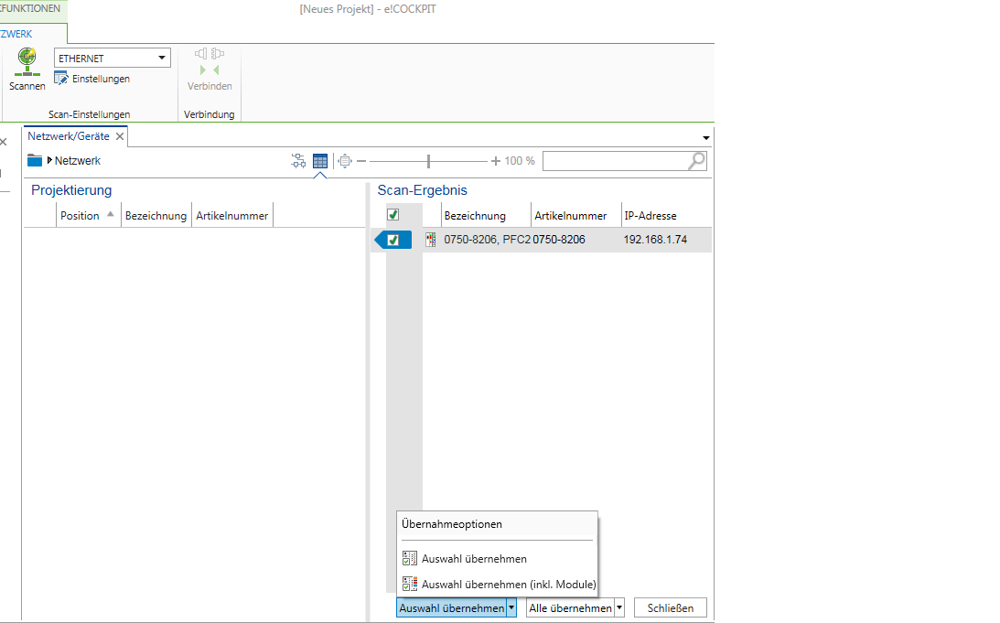 KFUNKTIONEN
[Neues Projekt] - e!COCKPIT
ZWERK
ETHERNET
Scannen
Einstellungen
Verbinden
Scan-Einstellungen
Verbindung
Netzwerk/Geräte
Netzwerk
100 %
Projektierung
Scan-Ergebnis
Position Bezeichnung Artikelnummer
Bezeichnung Artikelnummer IP-Adresse
0750-8206, PFC2 0750-8206 192.168.1.74
Übernahmeoptionen
Auswahl übernehmen
Auswahl übernehmen (inkl. Module)
Auswahl übernehmen
Alle übernehmen
Schließen